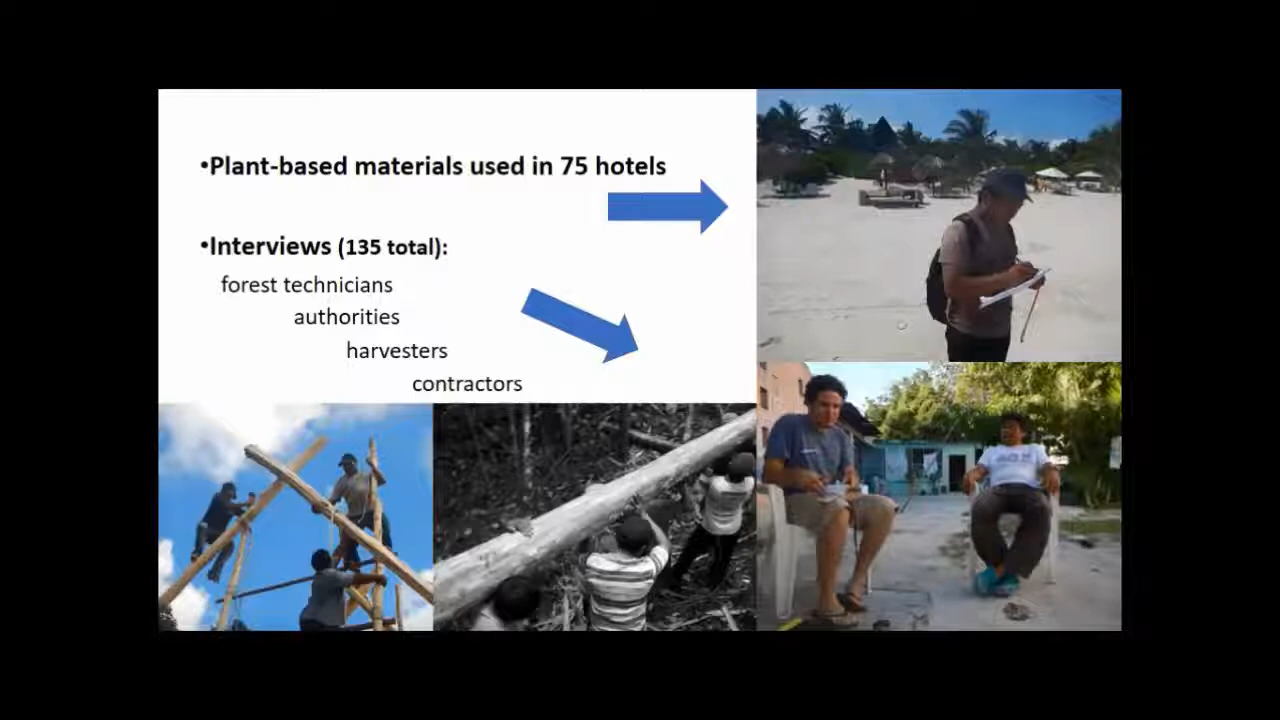 •Plant-based materials used in 75 hotels
•Interviews (135 total):
forest technicians
authorities
harvesters
contractors